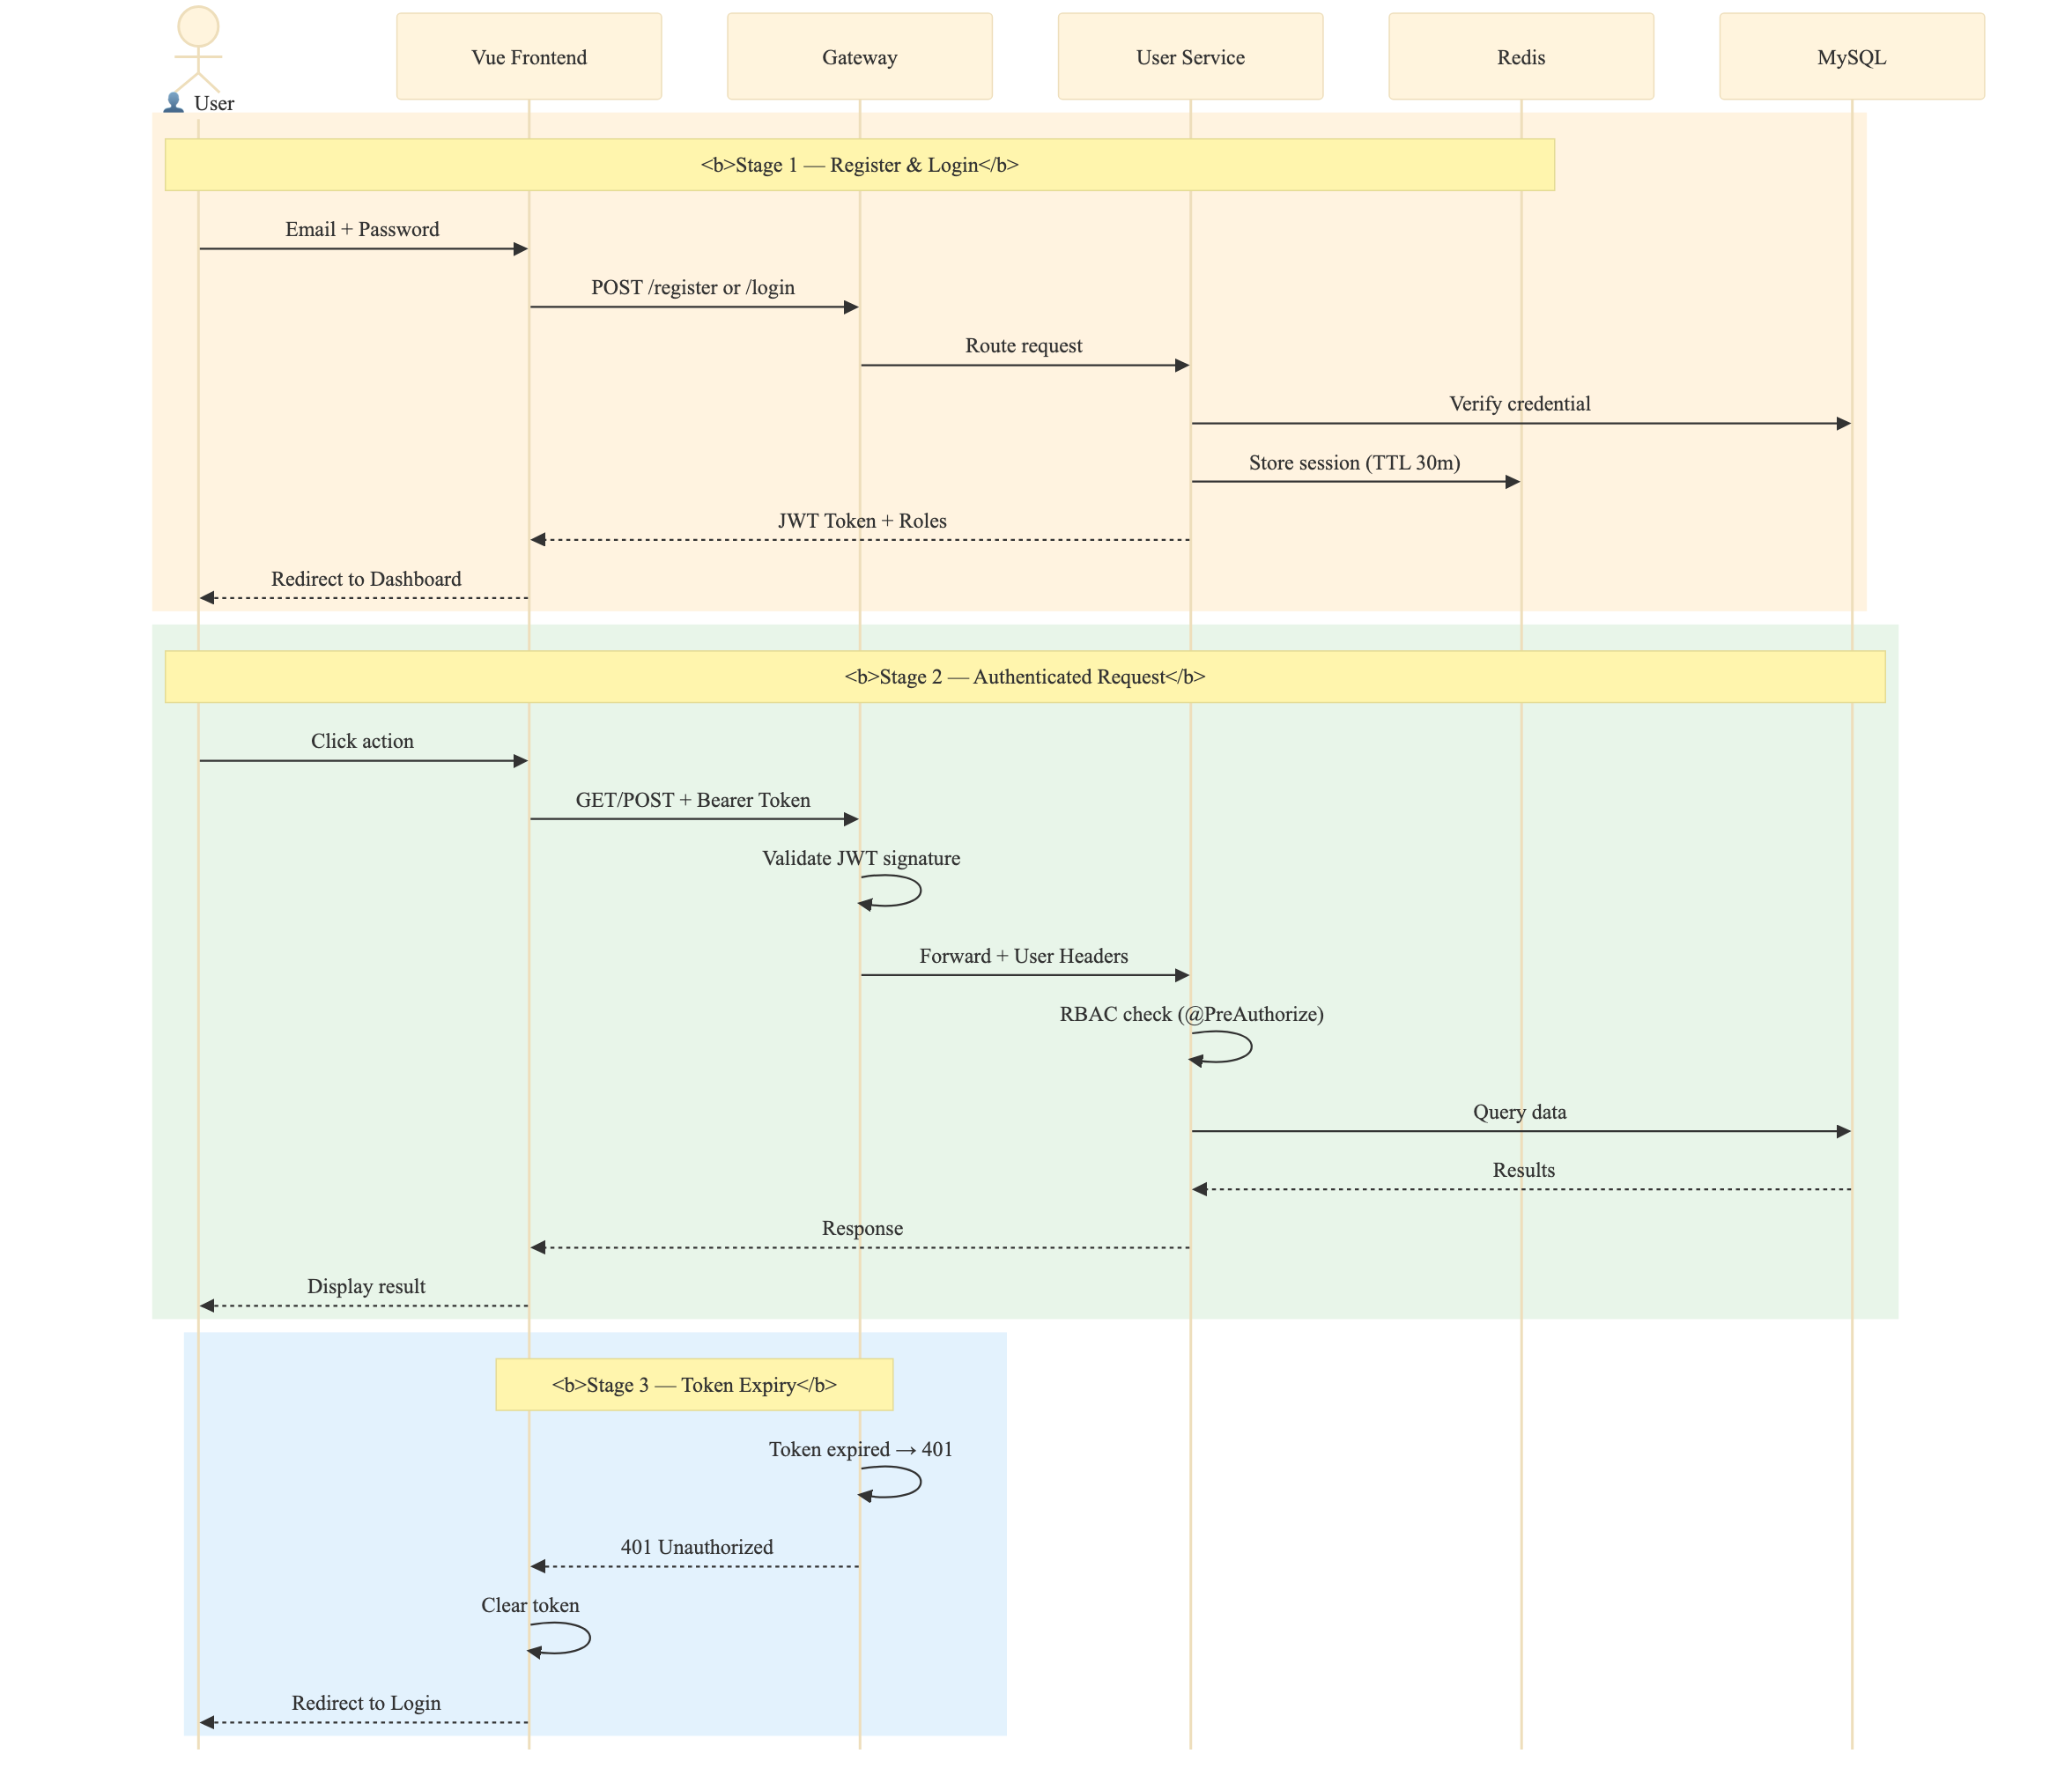 Vue Frontend
Gateway
User Service
Redis
MySQL
👤 User
<b>Stage 1 — Register & Login</b>
Email + Password
POST /register or /login
Route request
Verify credential
Store session (TTL 30m)
JWT Token + Roles
Redirect to Dashboard
<b>Stage 2 — Authenticated Request</b>
Click action
GET/POST + Bearer Token
Validate JWT signature
Forward + User Headers
RBAC check (@PreAuthorize)
Query data
Results
Response
Display result
<b>Stage 3 — Token Expiry</b>
Token expired → 401
401 Unauthorized
Clear token
Redirect to Login